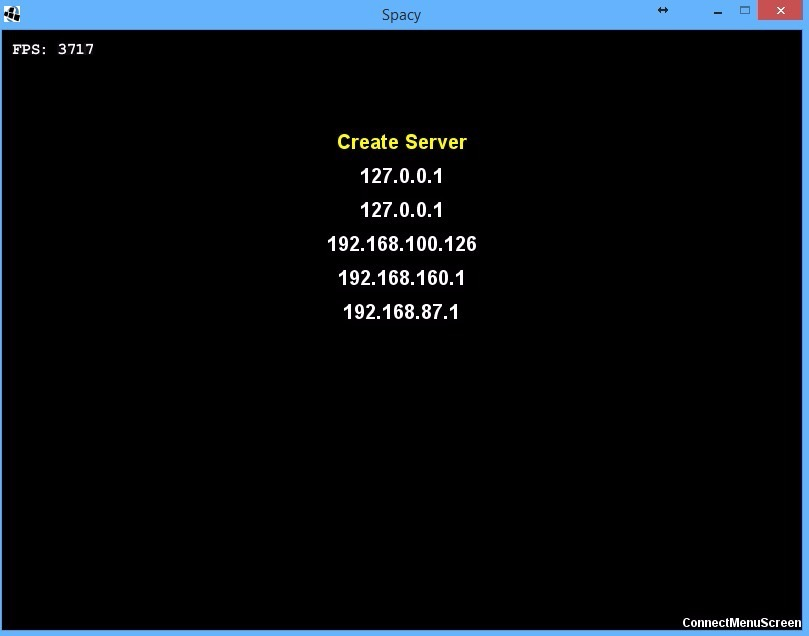 Spacy
FPS: 3717
Create Server
127.0.0.1
127.0.0.1
192.168.100.126
192.168.160.1
192.168.87.1
ConnectMenuScreen